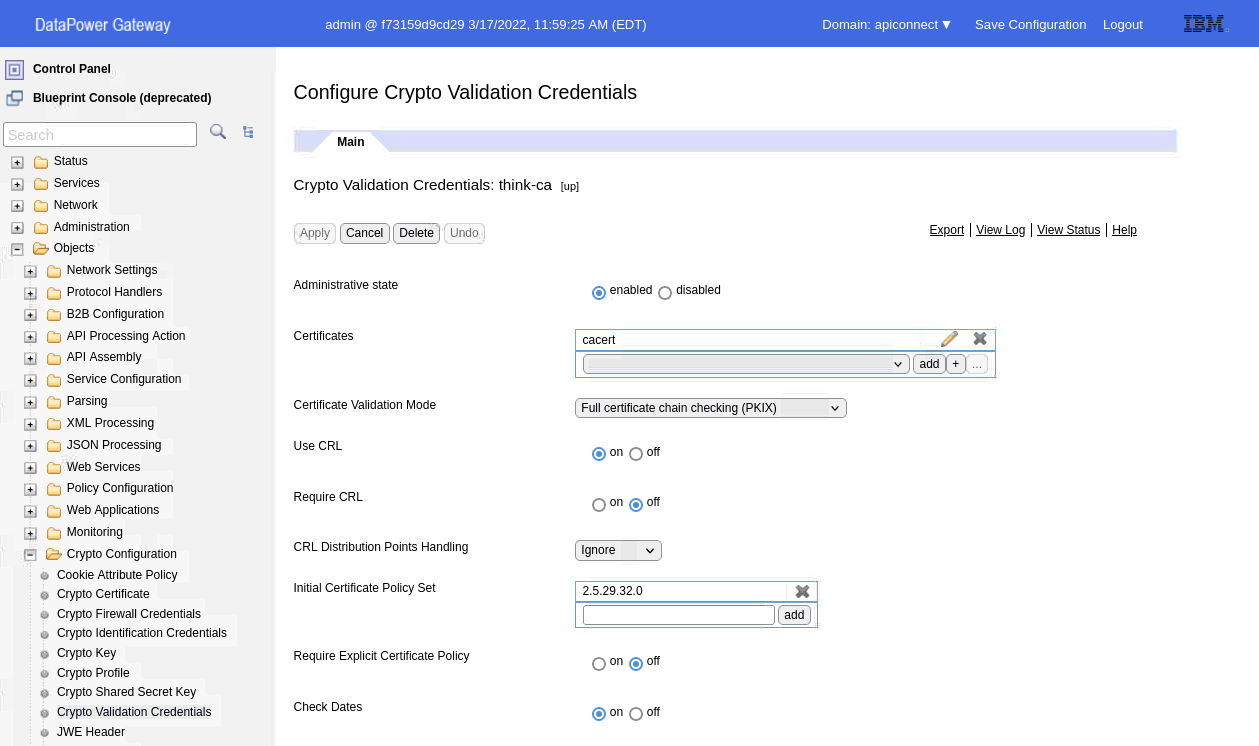 DataPower Gateway
admin @ f73159d9cd29 3/17/2022, 11:59:25 AM (EDT)
Domain: apiconnect ▼
Save Configuration
Logout
IBM
Control Panel
Blueprint Console (deprecated)
Search
Status
Services
Network
Administration
Objects
Network Settings
Protocol Handlers
B2B Configuration
API Processing Action
API Assembly
Service Configuration
Parsing
XML Processing
JSON Processing
Web Services
Policy Configuration
Web Applications
Monitoring
Crypto Configuration
Cookie Attribute Policy
Crypto Certificate
Crypto Firewall Credentials
Crypto Identification Credentials
Crypto Key
Crypto Profile
Crypto Shared Secret Key
Crypto Validation Credentials
JWE Header
Configure Crypto Validation Credentials
Main
Crypto Validation Credentials: think-ca [up]
Apply Cancel Delete Undo
Export | View Log | View Status | Help
Administrative state
enabled disabled
Certificates
cacert
add + ...
Certificate Validation Mode
Full certificate chain checking (PKIX)
Use CRL
on off
Require CRL
on off
CRL Distribution Points Handling
Ignore
Initial Certificate Policy Set
2.5.29.32.0
add
Require Explicit Certificate Policy
on off
Check Dates
on off